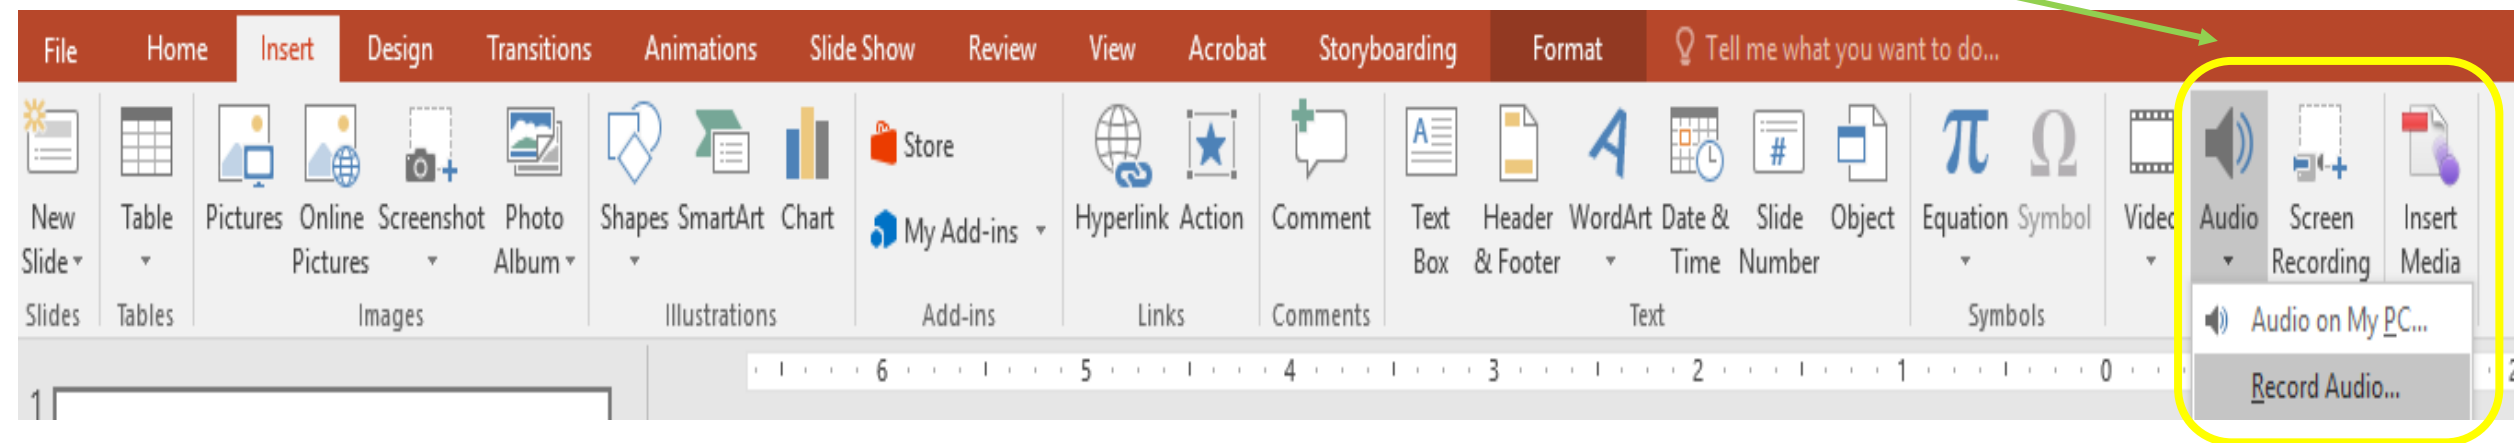 File Home Insert Design Transitions Animations Slide Show Review View Acrobat Storyboarding Format Tell me what you want to do...
New Slide
Table
Pictures
Online Pictures
Screenshot
Photo Album
Shapes
SmartArt
Chart
Store
My Add-ins
Hyperlink
Action
Comment
Text Box
Header & Footer
WordArt
Date & Time
Slide Number
Object
Equation
Symbol
Video
Audio
Screen Recording
Insert Media
Slides Tables Images Illustrations Add-ins Links Comments Text Symbols
Audio on My PC...
Record Audio...
6 5 4 3 2 1 0 2
1